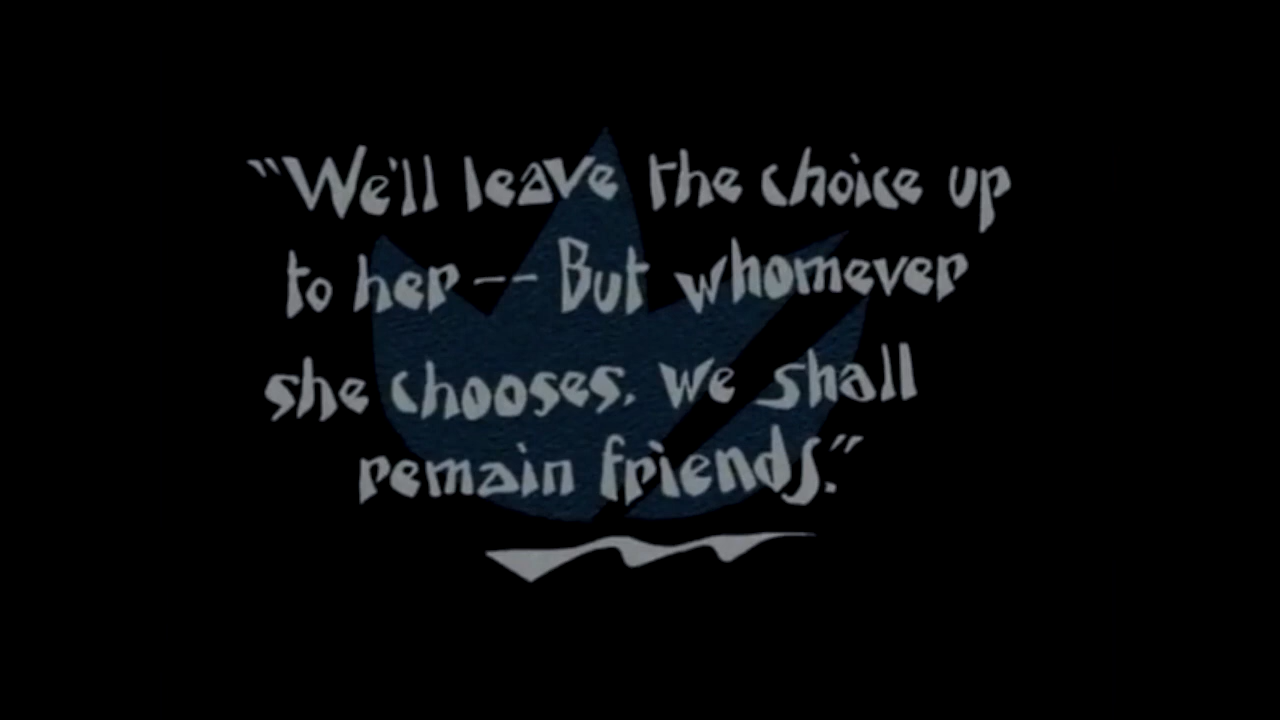 “We'll leave the choice up
to her -- But whomever
she chooses, we shall
remain friends.”